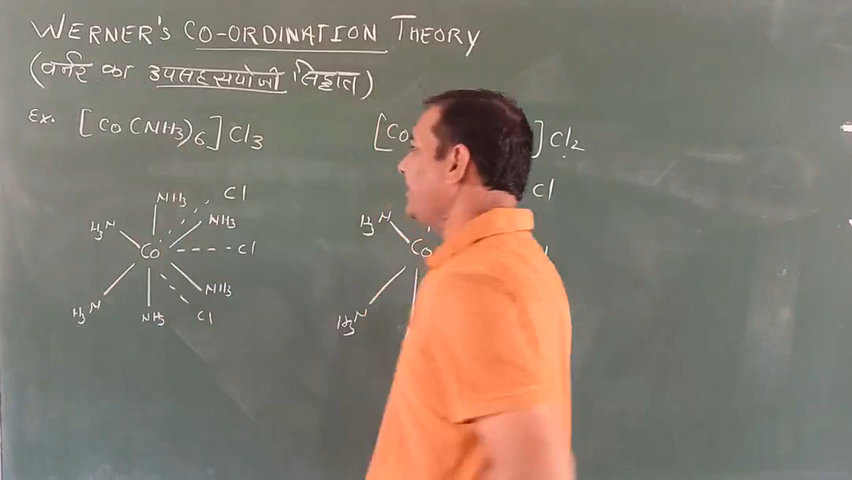 WERNER'S CO-ORDINATION THEORY
(वर्नर का उपसहसंयोजी सिद्धांत)
Ex. [Co(NH3)6]Cl3
[Co ]Cl2
NH3 Cl
H3N NH3
Co Cl
H3N NH3
NH3 Cl
Cl
H3N
Co
H3N